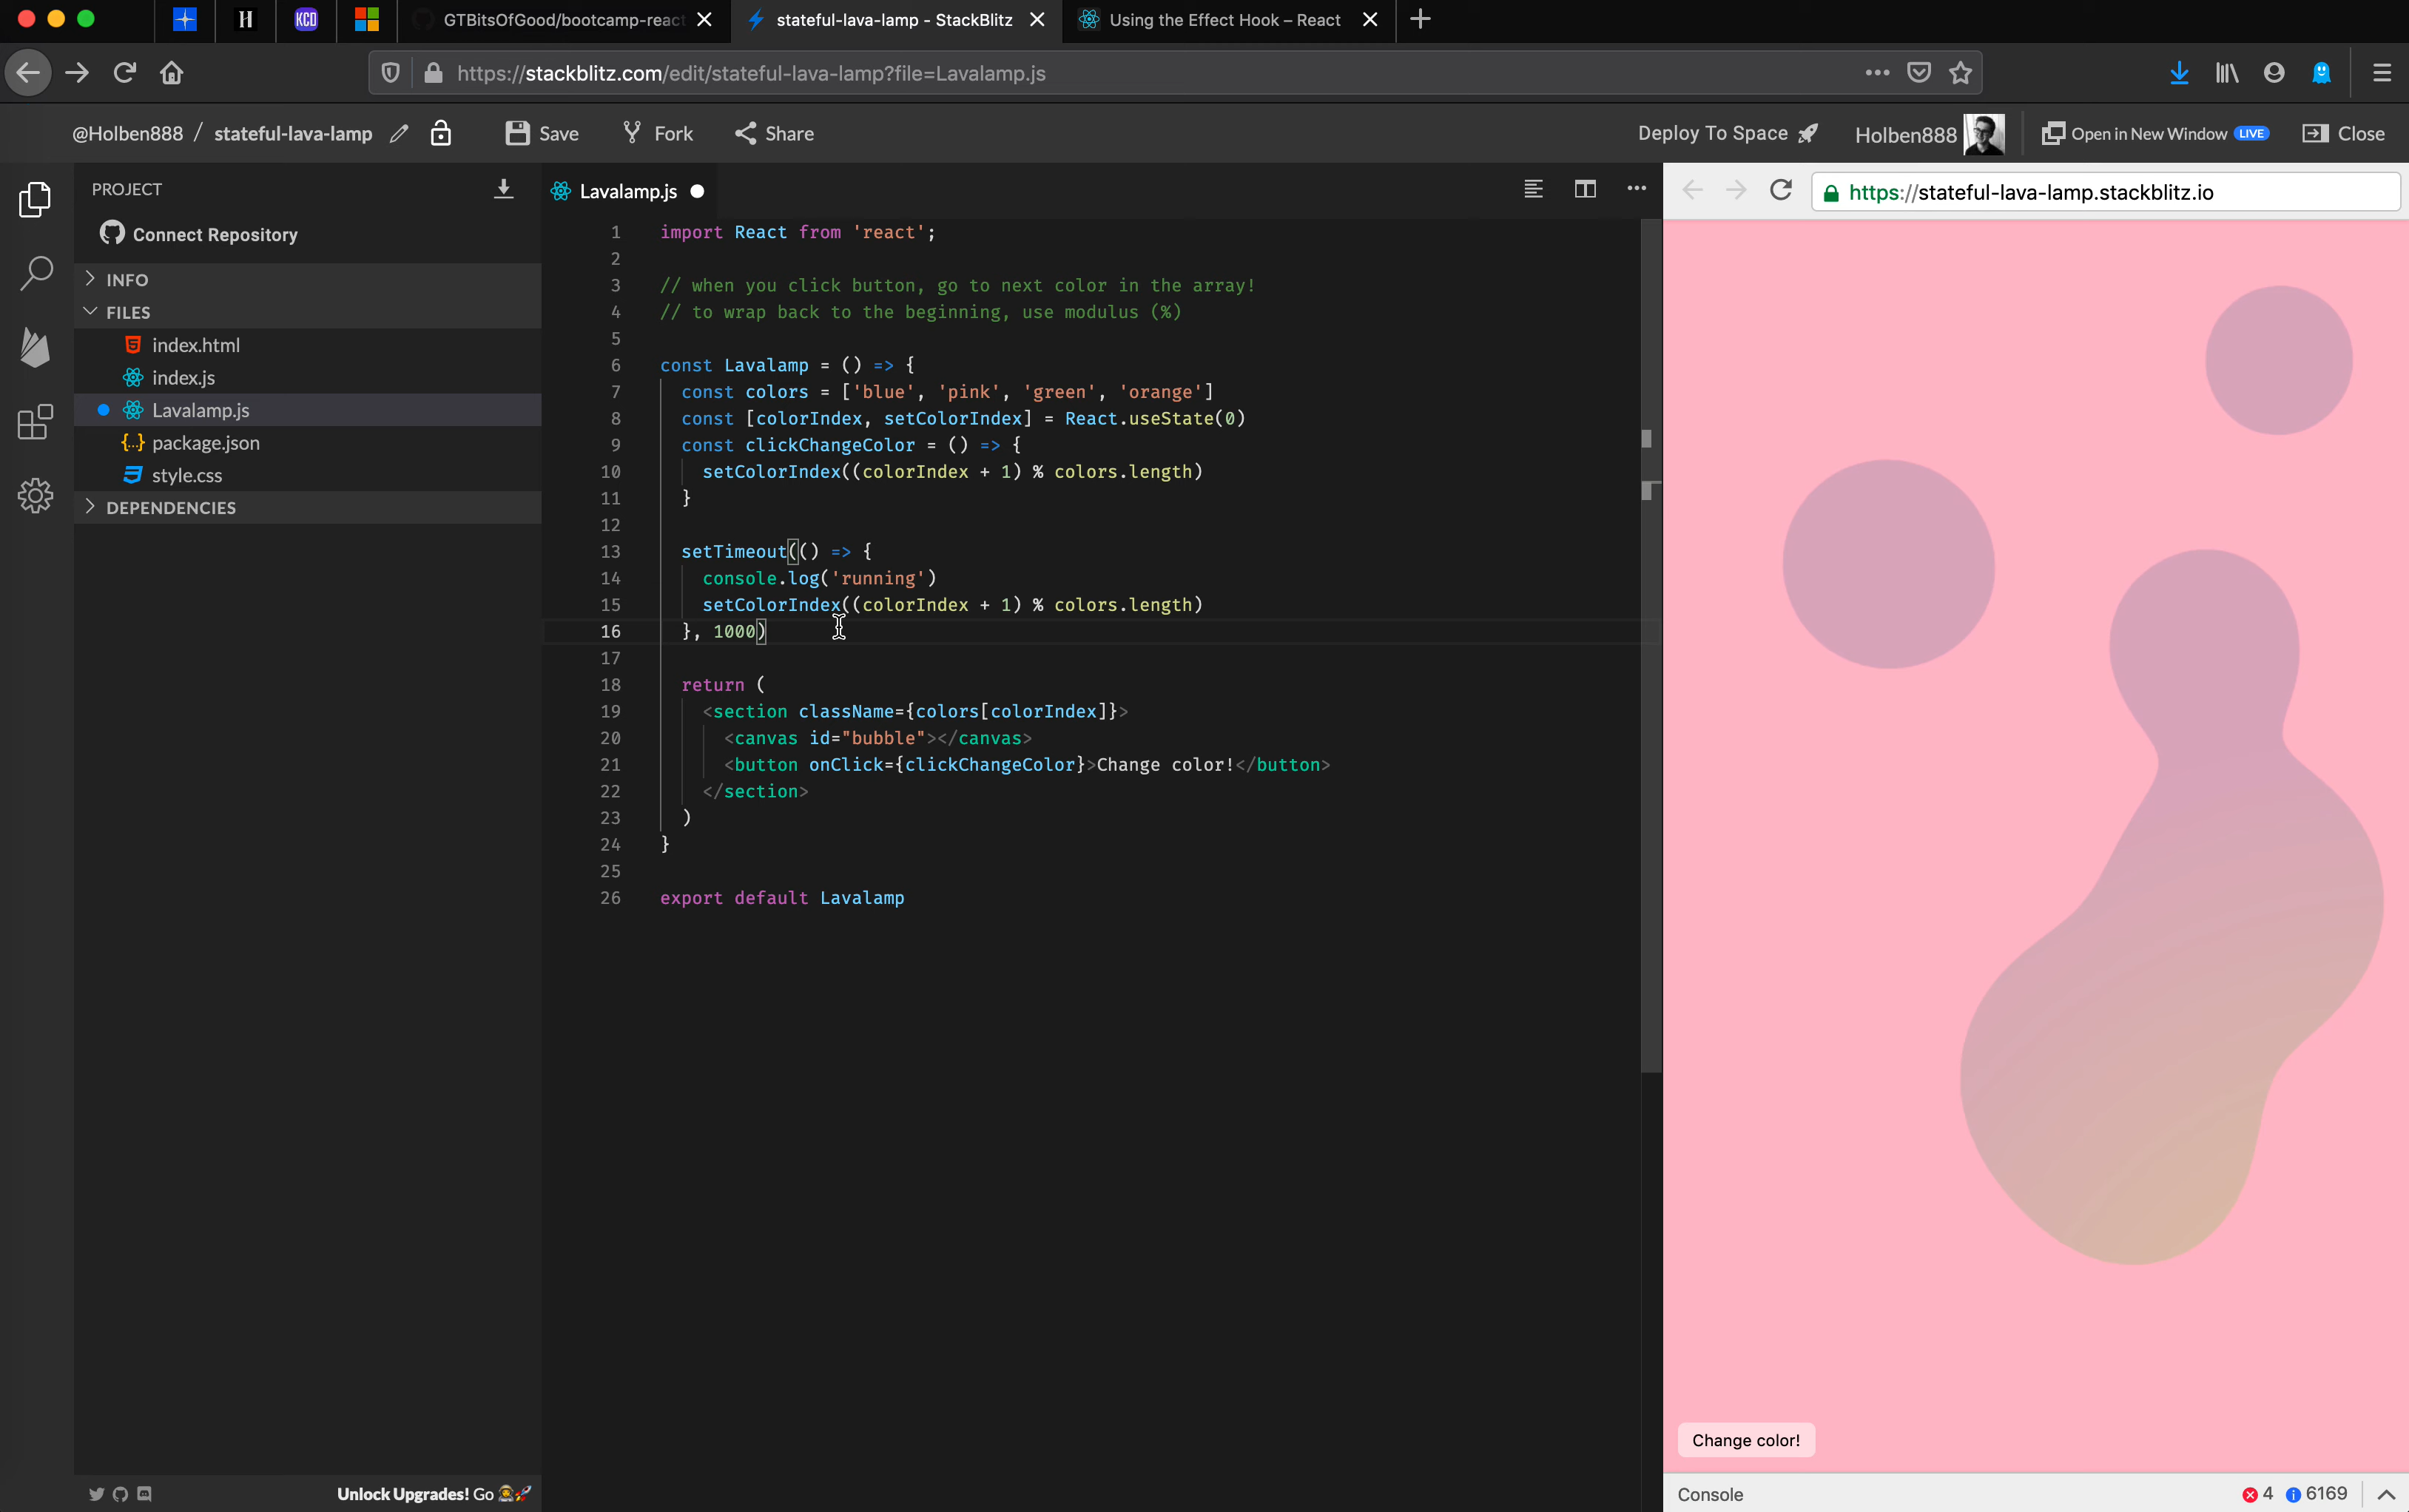 GTBitsOfGood/bootcamp-react
stateful-lava-lamp - StackBlitz
Using the Effect Hook – React
H
KCD
https://stackblitz.com/edit/stateful-lava-lamp?file=Lavalamp.js
@Holben888 / stateful-lava-lamp
Save
Fork
Share
Deploy To Space
Holben888
Open in New Window LIVE
Close
PROJECT
Connect Repository
INFO
FILES
index.html
index.js
Lavalamp.js
{..} package.json
style.css
DEPENDENCIES
Unlock Upgrades! Go
Lavalamp.js
1 import React from 'react';
2
3 // when you click button, go to next color in the array!
4 // to wrap back to the beginning, use modulus (%)
5
6 const Lavalamp = () => {
7 const colors = ['blue', 'pink', 'green', 'orange']
8 const [colorIndex, setColorIndex] = React.useState(0)
9 const clickChangeColor = () => {
10 setColorIndex((colorIndex + 1) % colors.length)
11 }
12
13 setTimeout(() => {
14 console.log('running')
15 setColorIndex((colorIndex + 1) % colors.length)
16 }, 1000)
17
18 return (
19 <section className={colors[colorIndex]}>
20 <canvas id="bubble"></canvas>
21 <button onClick={clickChangeColor}>Change color!</button>
22 </section>
23 )
24 }
25
26 export default Lavalamp
https://stateful-lava-lamp.stackblitz.io
Change color!
Console
4
6169